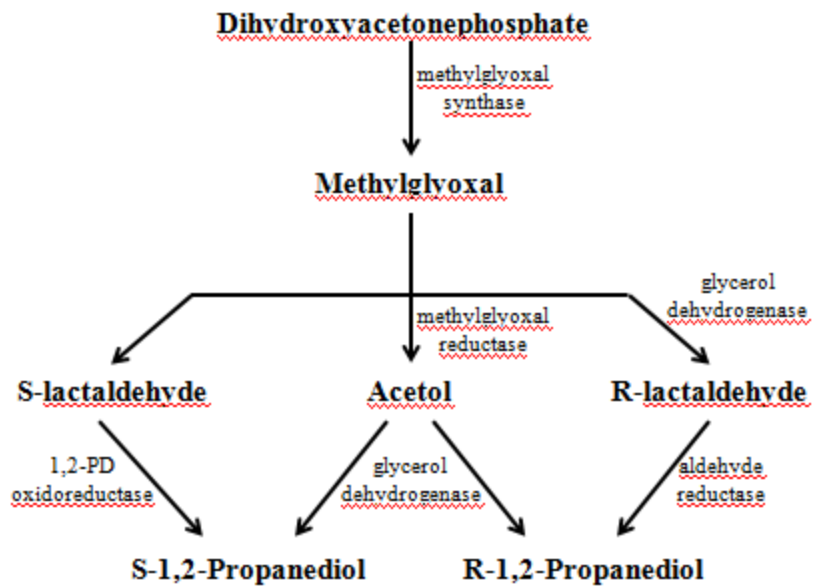 Dihydroxyacetonephosphate
methylglyoxal
synthase
Methylglyoxal
glycerol
dehydrogenase
methylglyoxal
reductase
S-lactaldehyde
Acetol
R-lactaldehyde
1,2-PD
oxidoreductase
glycerol
dehydrogenase
aldehyde
reductase
S-1,2-Propanediol
R-1,2-Propanediol